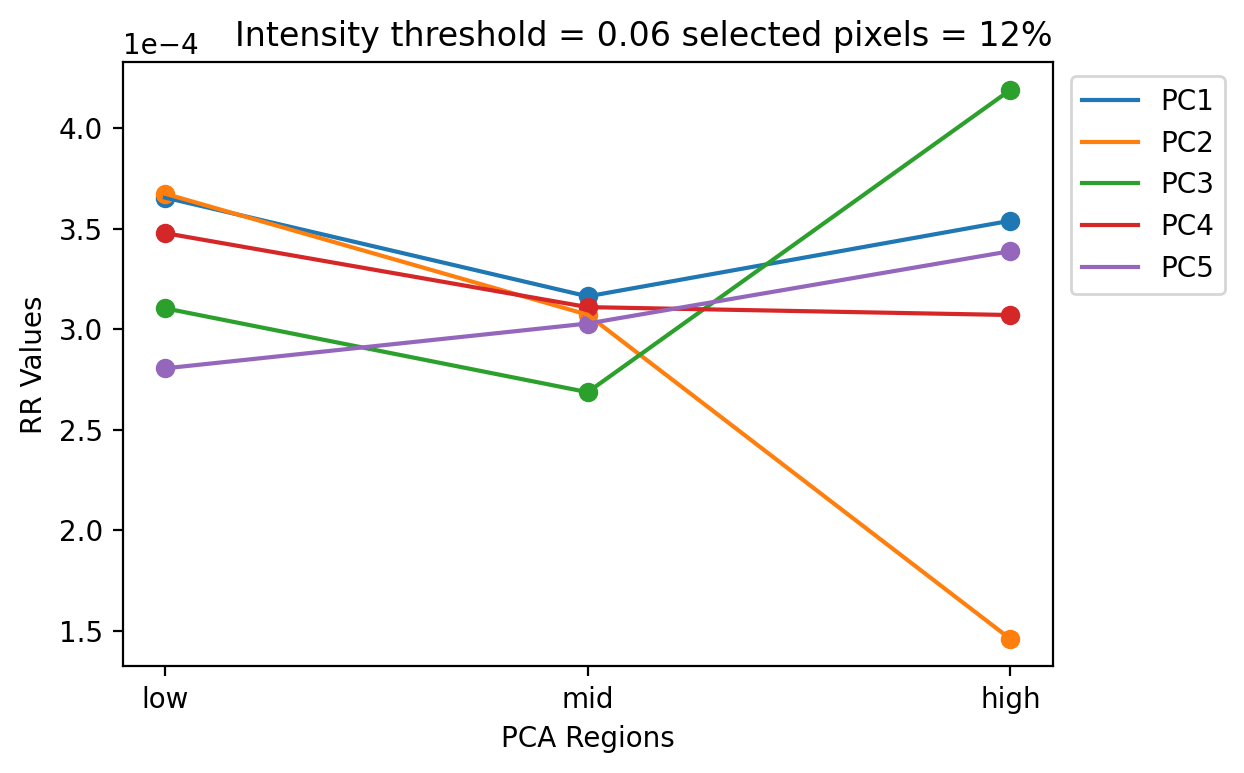 Intensity threshold = 0.06 selected pixels = 12%
1e−4
4.0
3.5
3.0
2.5
2.0
1.5
RR Values
low
mid
high
PCA Regions
PC1
PC2
PC3
PC4
PC5